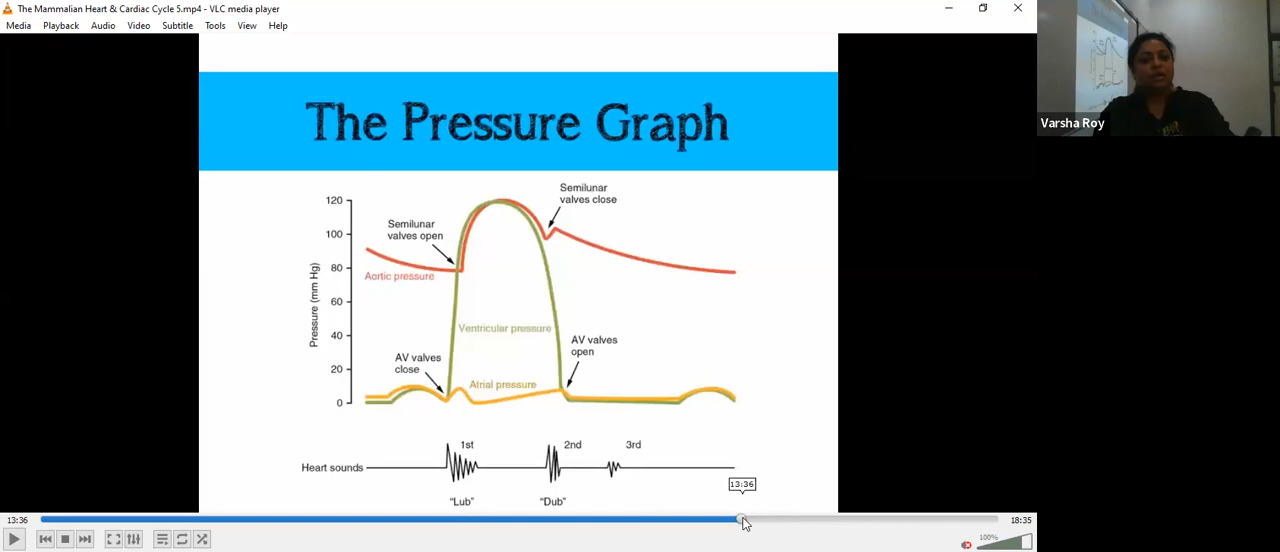 The Mammalian Heart & Cardiac Cycle 5.mp4 - VLC media player
Media Playback Audio Video Subtitle Tools View Help
Varsha Roy
The Pressure Graph
Semilunar
valves close
Semilunar
valves open
120
100
80
60
40
20
0
Pressure (mm Hg)
Aortic pressure
Ventricular pressure
AV valves
open
AV valves
close
Atrial pressure
1st 2nd 3rd
Heart sounds
"Lub" "Dub"
13:36
13:36 18:35
100%